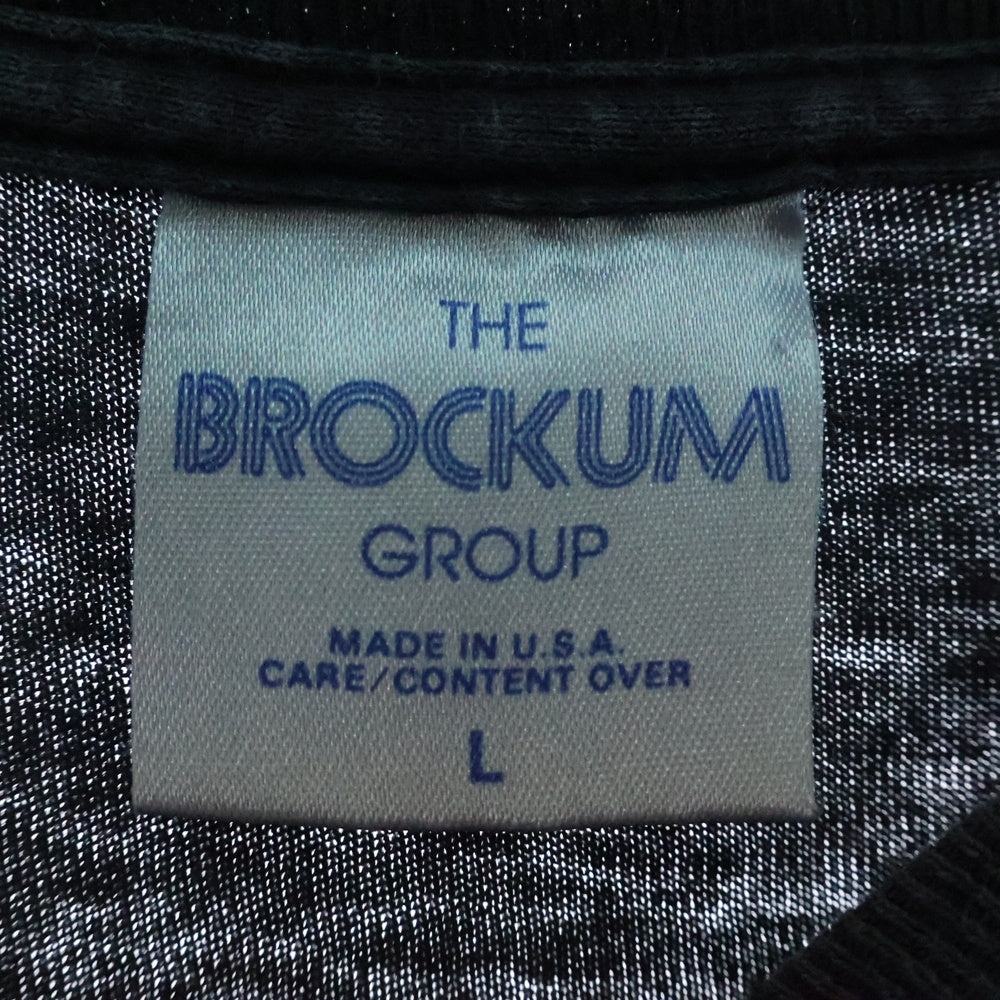 THE
BROCKUM
GROUP
MADE IN U.S.A.
CARE/CONTENT OVER
L